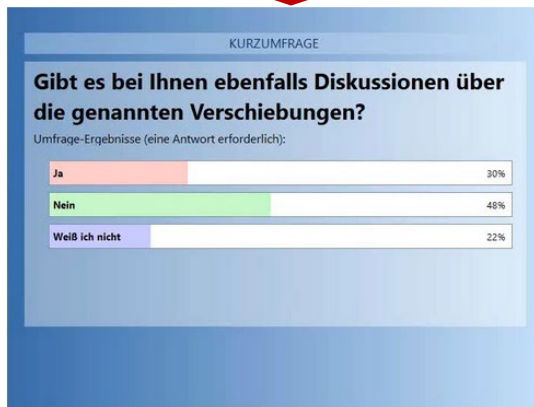 KURZUMFRAGE
Gibt es bei Ihnen ebenfalls Diskussionen über
die genannten Verschiebungen?
Umfrage-Ergebnisse (eine Antwort erforderlich):
Ja 30%
Nein 48%
Weiß ich nicht 22%